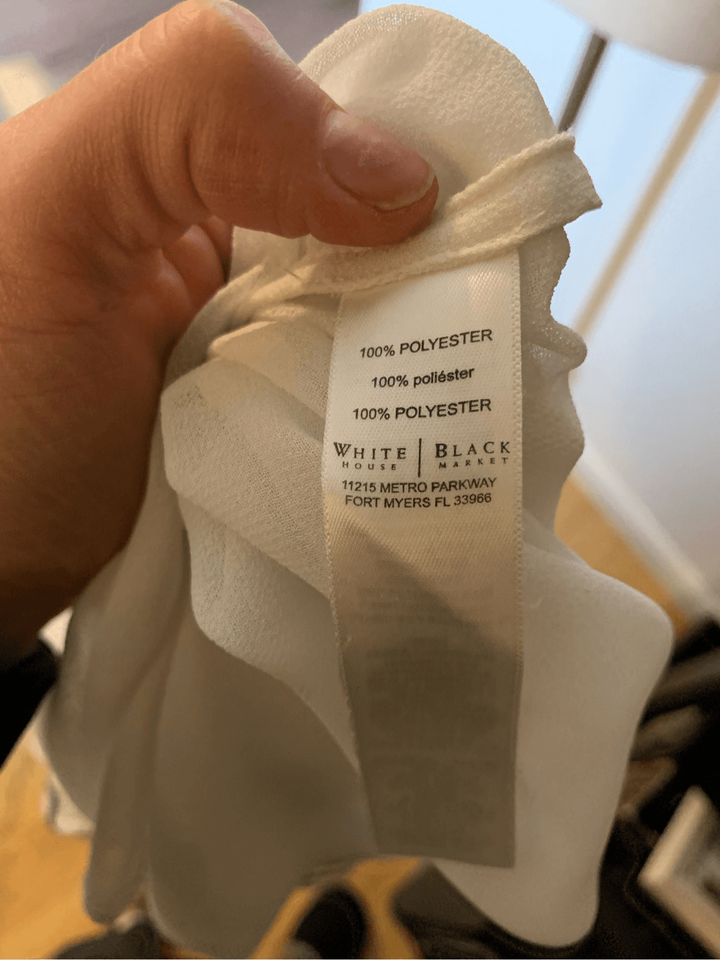 100% POLYESTER
100% poliéster
100% POLYESTER
WHITE | BLACK
HOUSE MARKET
11215 METRO PARKWAY
FORT MYERS FL 33966